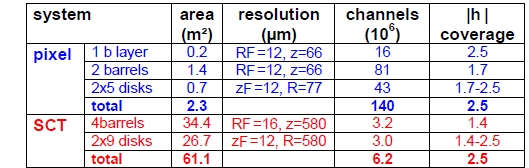 system area resolution channels |h |
(m²) (µm) (10⁶) coverage
pixel 1 b layer 0.2 RF=12, z=66 16 2.5
2 barrels 1.4 RF=12, z=66 81 1.7
2x5 disks 0.7 zF=12, R=77 43 1.7-2.5
total 2.3 140 2.5
SCT 4barrels 34.4 RF=16, z=580 3.2 1.4
2x9 disks 26.7 zF=12, R=580 3.0 1.4-2.5
total 61.1 6.2 2.5